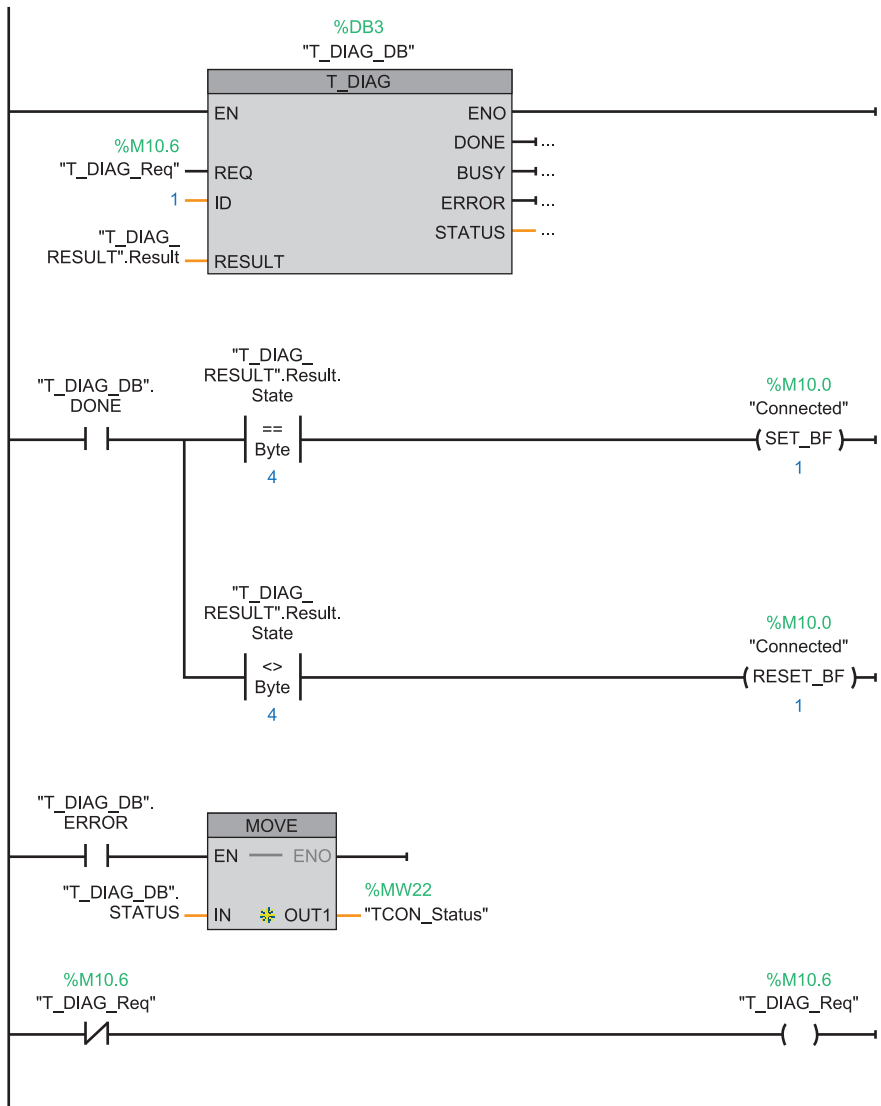 %DB3
"T_DIAG_DB"
T_DIAG
EN ENO
DONE ...
%M10.6
"T_DIAG_Req" REQ BUSY ...
1 ID ERROR ...
STATUS ...
"T_DIAG_
RESULT".Result RESULT
"T_DIAG_DB".
DONE
"T_DIAG_
RESULT".Result.
State
==
Byte
4
%M10.0
"Connected"
SET_BF
1
"T_DIAG_
RESULT".Result.
State
<>
Byte
4
%M10.0
"Connected"
RESET_BF
1
"T_DIAG_DB".
ERROR
MOVE
EN ENO
"T_DIAG_DB".
STATUS IN OUT1
%MW22
"TCON_Status"
%M10.6
"T_DIAG_Req"
%M10.6
"T_DIAG_Req"